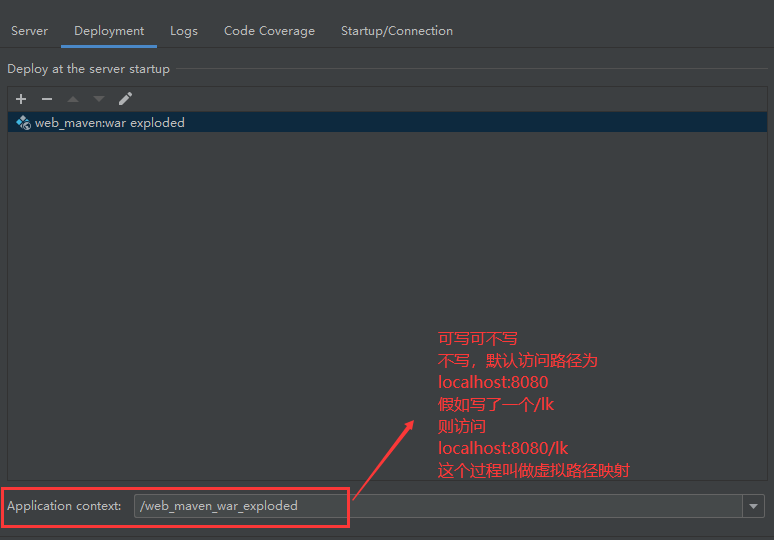 Server Deployment Logs Code Coverage Startup/Connection
Deploy at the server startup
web_maven:war exploded
可写可不写
不写，默认访问路径为
localhost:8080
假如写了一个/lk
则访问
localhost:8080/lk
这个过程叫做虚拟路径映射
Application context: /web_maven_war_exploded